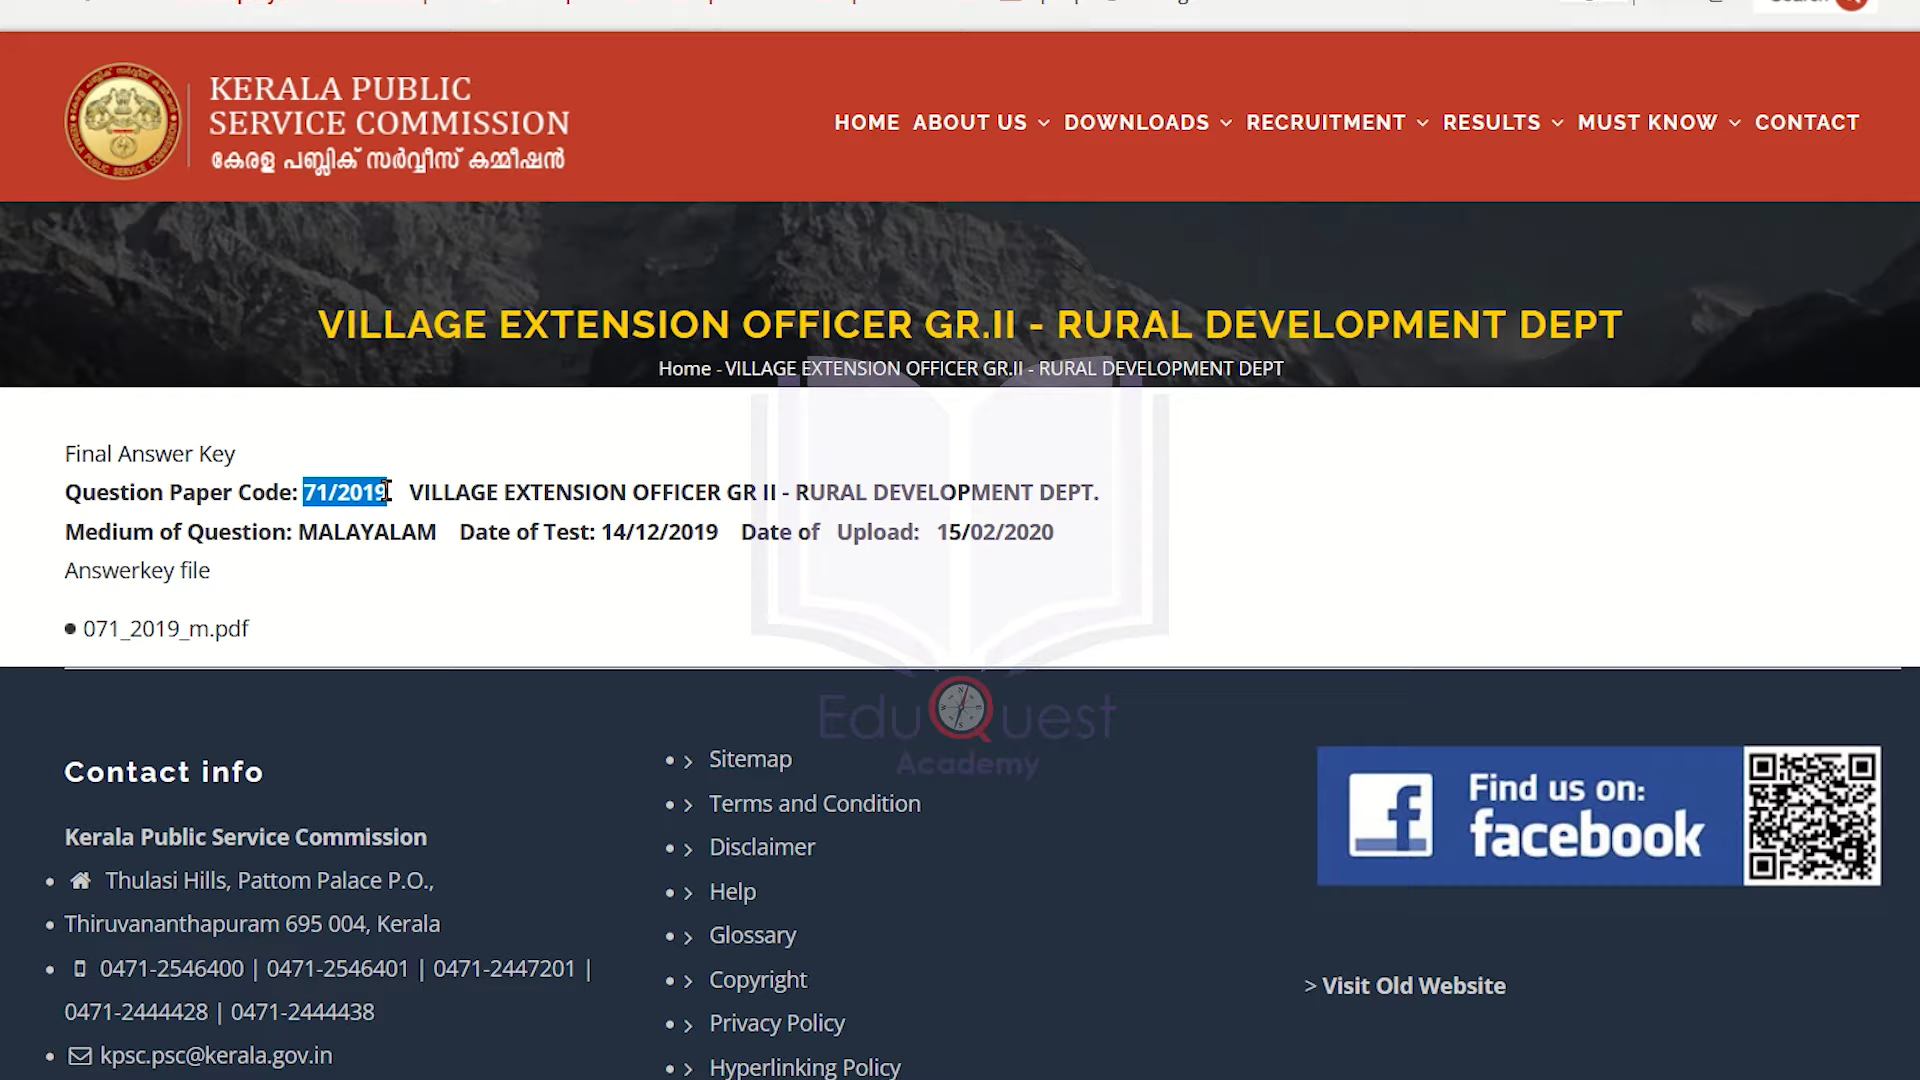 KERALA PUBLIC
SERVICE COMMISSION
കേരള പബ്ലിക് സർവ്വീസ് കമ്മീഷൻ
HOME ABOUT US DOWNLOADS RECRUITMENT RESULTS MUST KNOW CONTACT
VILLAGE EXTENSION OFFICER GR.II - RURAL DEVELOPMENT DEPT
Home - VILLAGE EXTENSION OFFICER GR.II - RURAL DEVELOPMENT DEPT
Final Answer Key
Question Paper Code: 71/2019 VILLAGE EXTENSION OFFICER GR II - RURAL DEVELOPMENT DEPT.
Medium of Question: MALAYALAM Date of Test: 14/12/2019 Date of Upload: 15/02/2020
Answerkey file
071_2019_m.pdf
EduQuest
Academy
Contact info
Kerala Public Service Commission
Thulasi Hills, Pattom Palace P.O.,
Thiruvananthapuram 695 004, Kerala
0471-2546400 | 0471-2546401 | 0471-2447201 |
0471-2444428 | 0471-2444438
kpsc.psc@kerala.gov.in
> Sitemap
> Terms and Condition
> Disclaimer
> Help
> Glossary
> Copyright
> Privacy Policy
> Hyperlinking Policy
Find us on:
facebook
> Visit Old Website